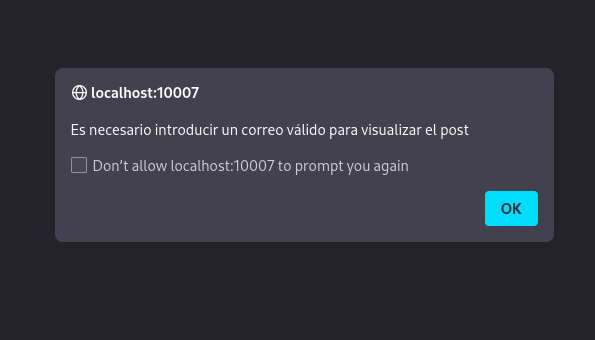 localhost:10007
Es necesario introducir un correo válido para visualizar el post
Don’t allow localhost:10007 to prompt you again
OK